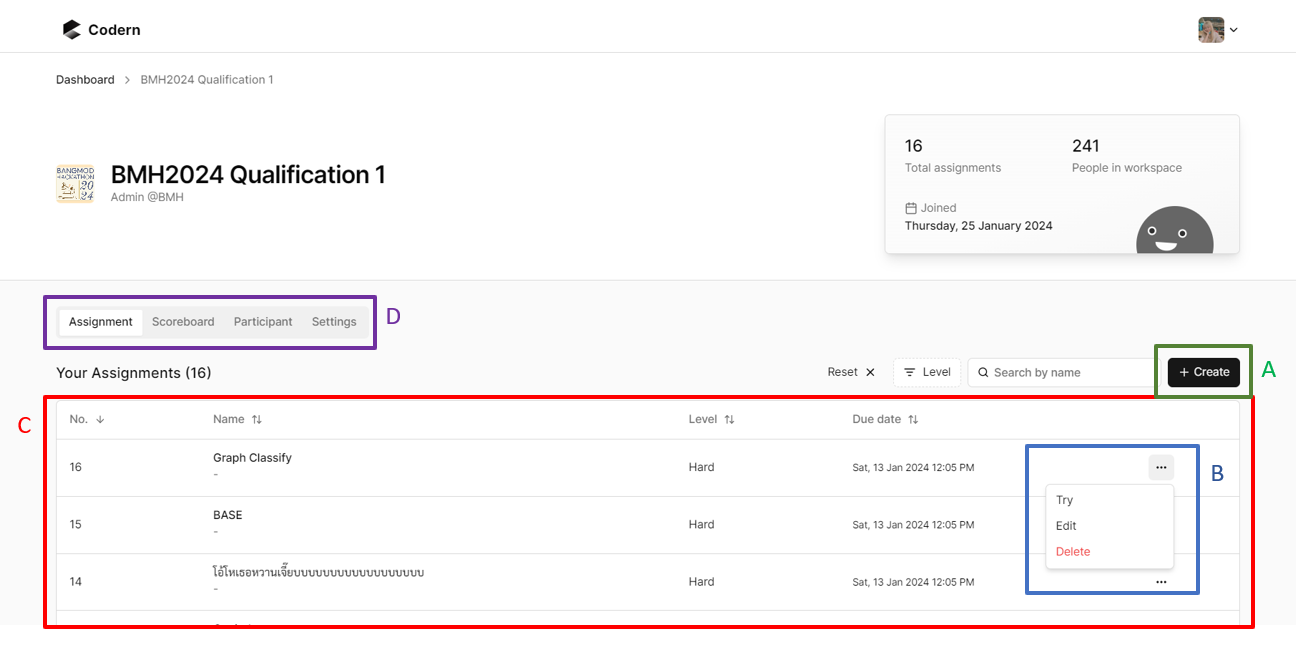 Codern
Dashboard > BMH2024 Qualification 1
16
Total assignments
241
People in workspace
Joined
Thursday, 25 January 2024
BANGMOD
HACKATHON
2024
BMH2024 Qualification 1
Admin @BMH
Assignment Scoreboard Participant Settings
D
Your Assignments (16)
Reset × Level Search by name + Create
A
C
No. ↓ Name ↑↓ Level ↑↓ Due date ↑↓
16 Graph Classify Hard Sat, 13 Jan 2024 12:05 PM ...
-
B
Try
Edit
Delete
15 BASE Hard Sat, 13 Jan 2024 12:05 PM
-
14 โอ้โหเธอหวานเจี๊ยบบบบบบบบบบบบบบบบบบ Hard Sat, 13 Jan 2024 12:05 PM ...
-